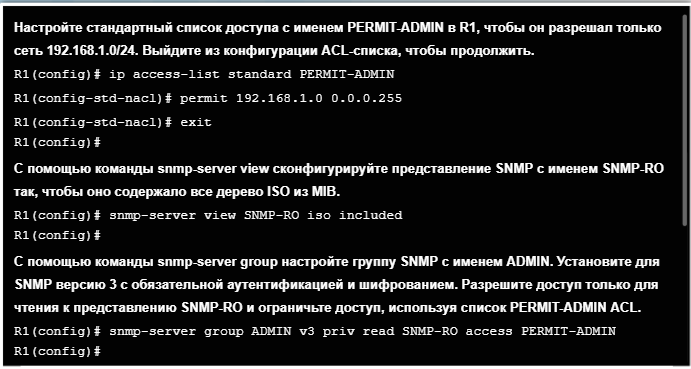 Настройте стандартный список доступа с именем PERMIT-ADMIN в R1, чтобы он разрешал только
сеть 192.168.1.0/24. Выйдите из конфигурации ACL-списка, чтобы продолжить.
R1(config)# ip access-list standard PERMIT-ADMIN
R1(config-std-nacl)# permit 192.168.1.0 0.0.0.255
R1(config-std-nacl)# exit
R1(config)#
С помощью команды snmp-server view сконфигурируйте представление SNMP с именем SNMP-RO
так, чтобы оно содержало все дерево ISO из MIB.
R1(config)# snmp-server view SNMP-RO iso included
R1(config)#
С помощью команды snmp-server group настройте группу SNMP с именем ADMIN. Установите для
SNMP версию 3 с обязательной аутентификацией и шифрованием. Разрешите доступ только для
чтения к представлению SNMP-RO и ограничьте доступ, используя список PERMIT-ADMIN ACL.
R1(config)# snmp-server group ADMIN v3 priv read SNMP-RO access PERMIT-ADMIN
R1(config)#